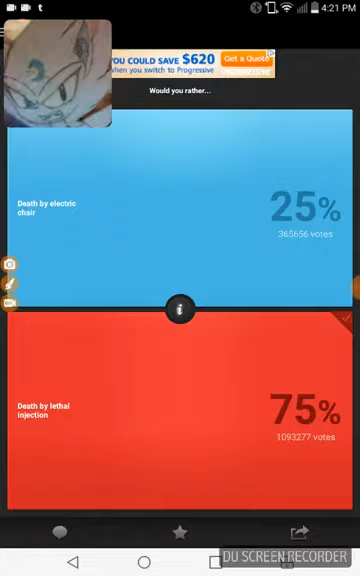 t
4:21 PM
YOU COULD SAVE $620
when you switch to Progressive
Get a Quote
Would you rather...
Death by electric
chair
25%
365656 votes
i
Death by lethal
injection
75%
1093277 votes
DU SCREEN RECORDER